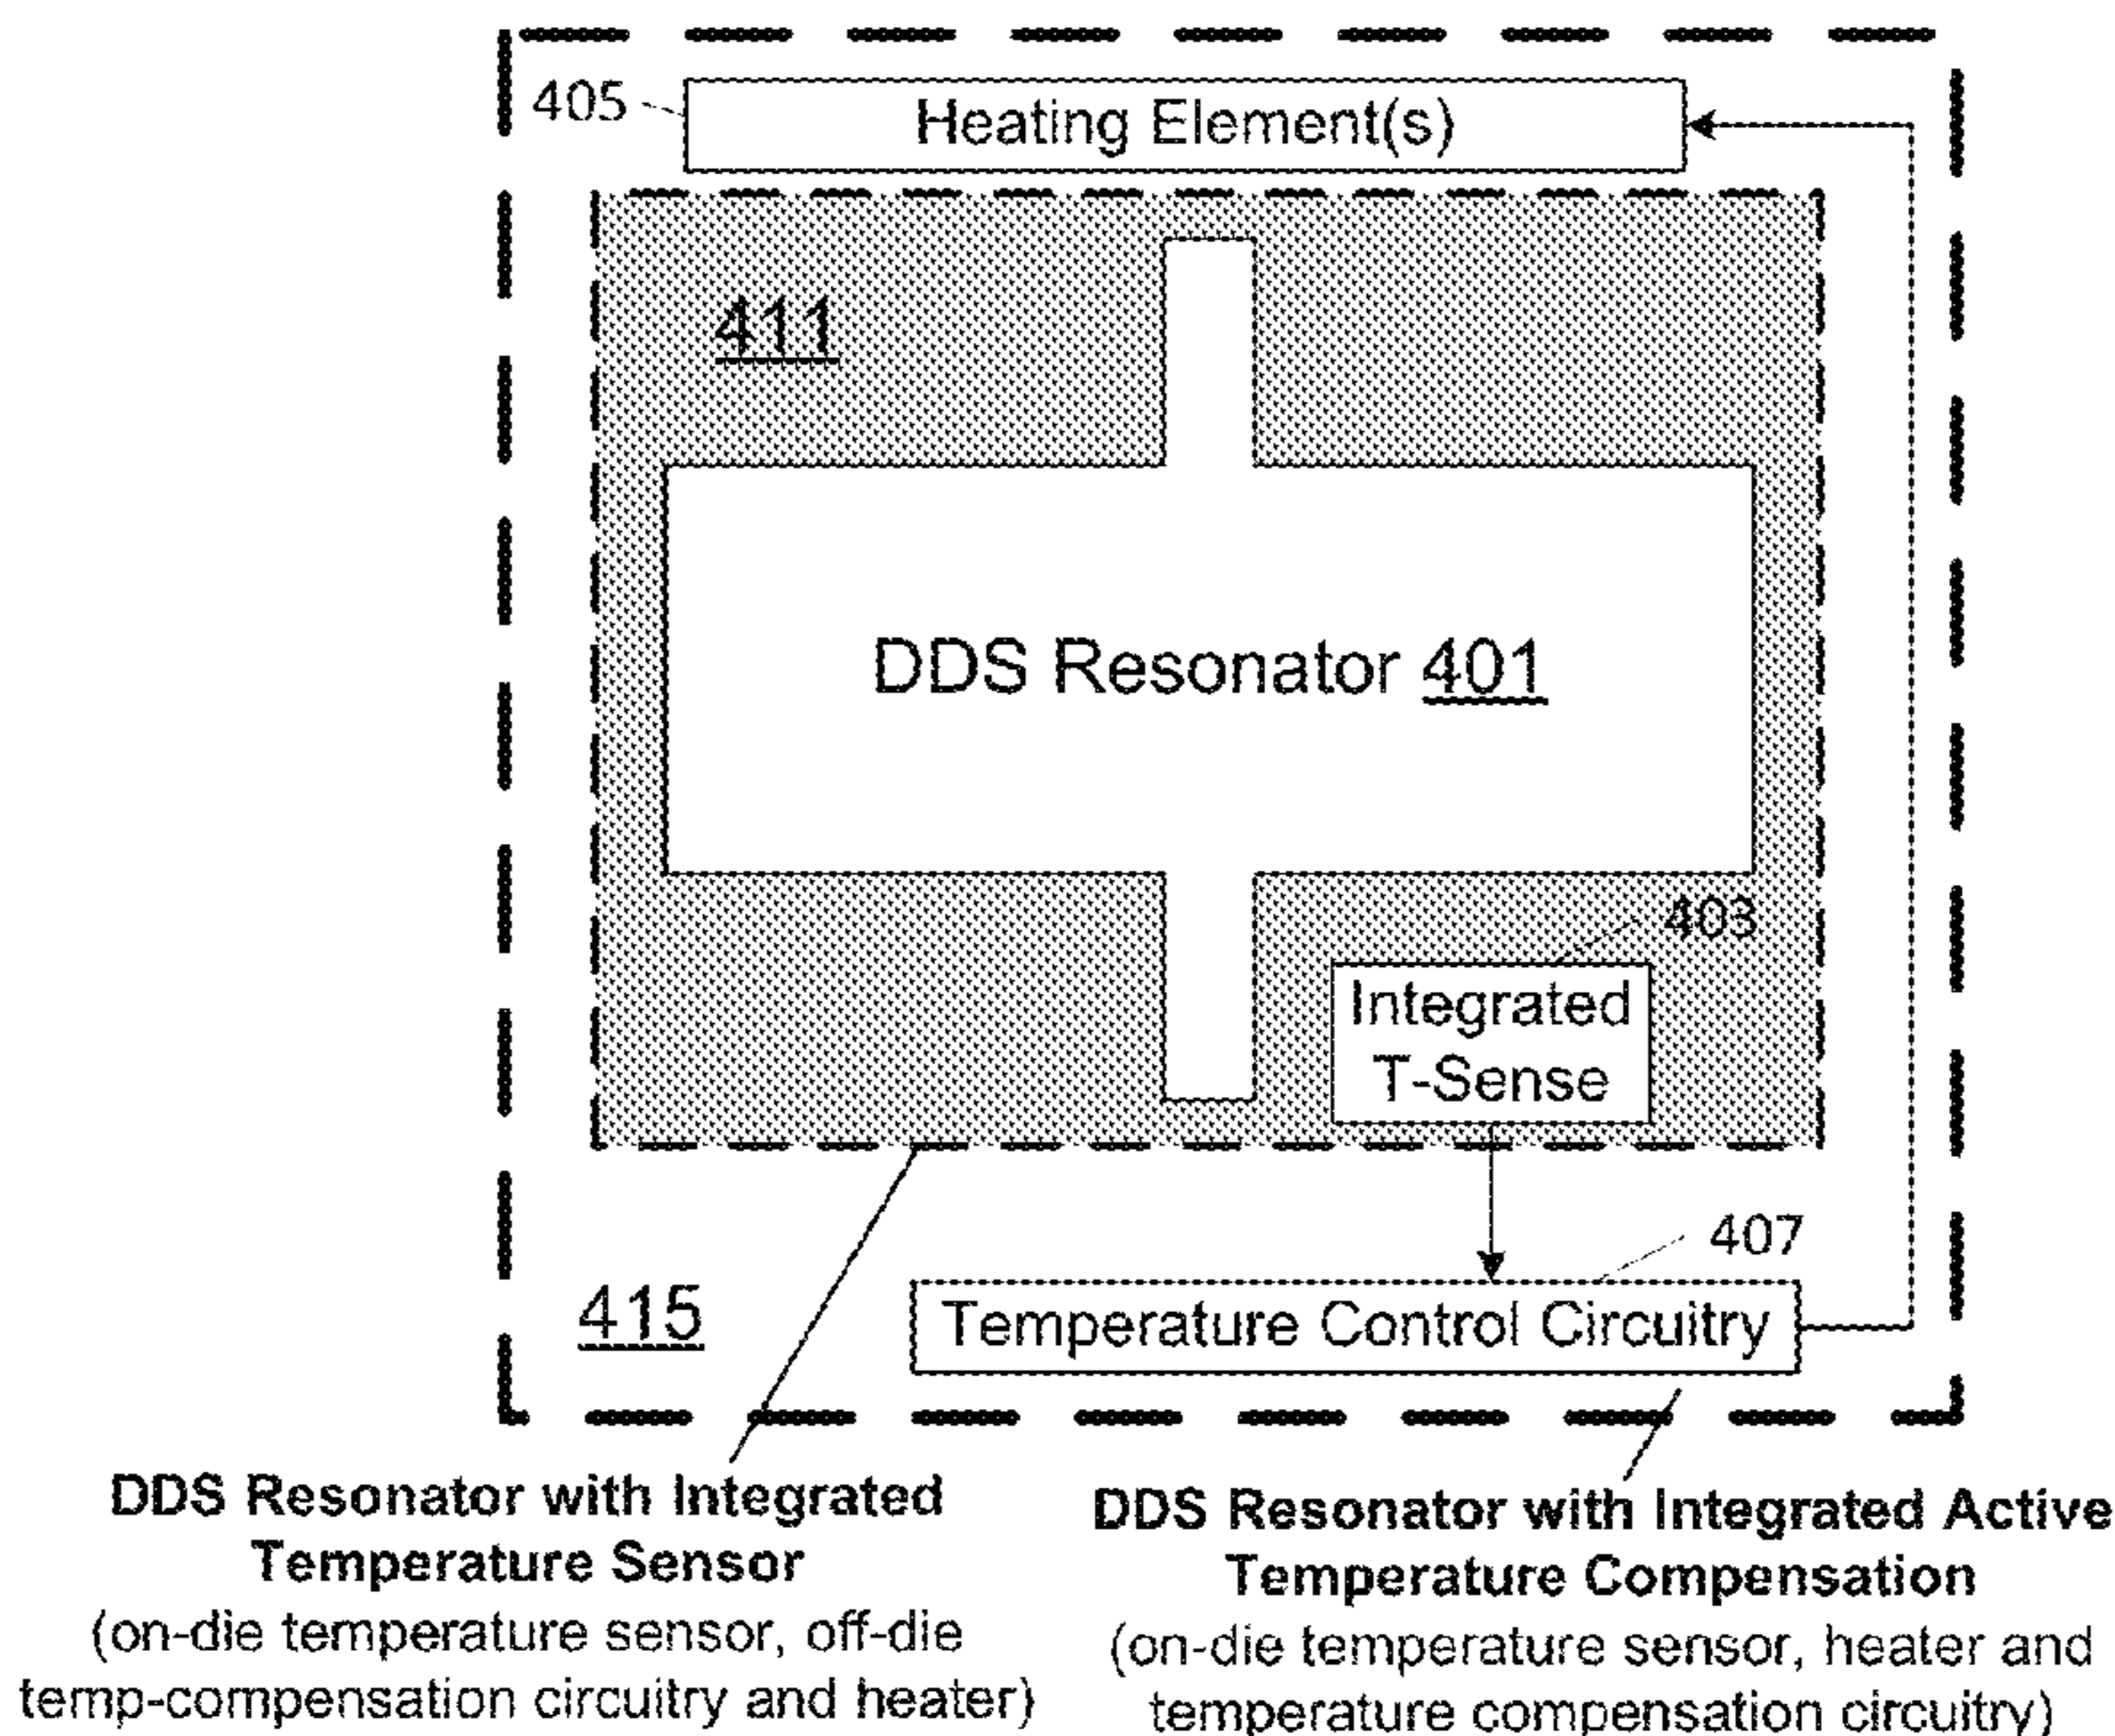 405
Heating Element(s)
411
DDS Resonator 401
403
Integrated
T-Sense
407
415
Temperature Control Circuitry
DDS Resonator with Integrated
Temperature Sensor
(on-die temperature sensor, off-die
temp-compensation circuitry and heater)
DDS Resonator with Integrated Active
Temperature Compensation
(on-die temperature sensor, heater and
temperature compensation circuitry)